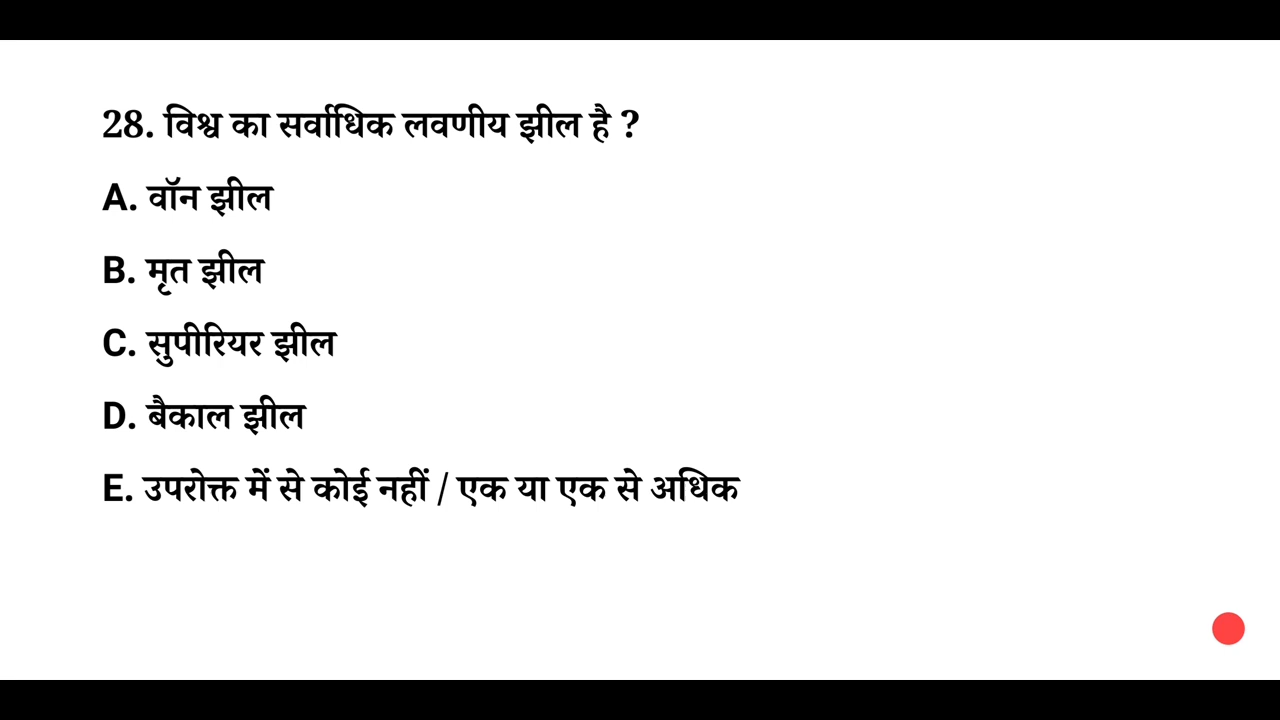 28. विश्व का सर्वाधिक लवणीय झील है ?
A. वॉन झील
B. मृत झील
C. सुपीरियर झील
D. बैकाल झील
E. उपरोक्त में से कोई नहीं / एक या एक से अधिक